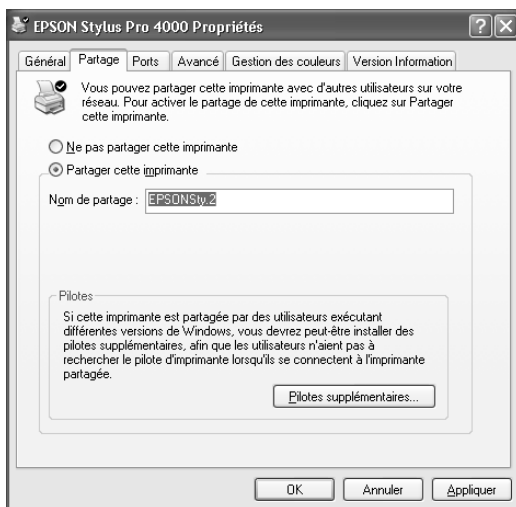 EPSON Stylus Pro 4000 Propriétés
Général Partage Ports Avancé Gestion des couleurs Version Information
Vous pouvez partager cette imprimante avec d'autres utilisateurs sur votre
réseau. Pour activer le partage de cette imprimante, cliquez sur Partager
cette imprimante.
Ne pas partager cette imprimante
Partager cette imprimante
Nom de partage : EPSONSty.2
Pilotes
Si cette imprimante est partagée par des utilisateurs exécutant
différentes versions de Windows, vous devrez peut-être installer des
pilotes supplémentaires, afin que les utilisateurs n'aient pas à
rechercher le pilote d'imprimante lorsqu'ils se connectent à l'imprimante
partagée.
Pilotes supplémentaires...
OK Annuler Appliquer